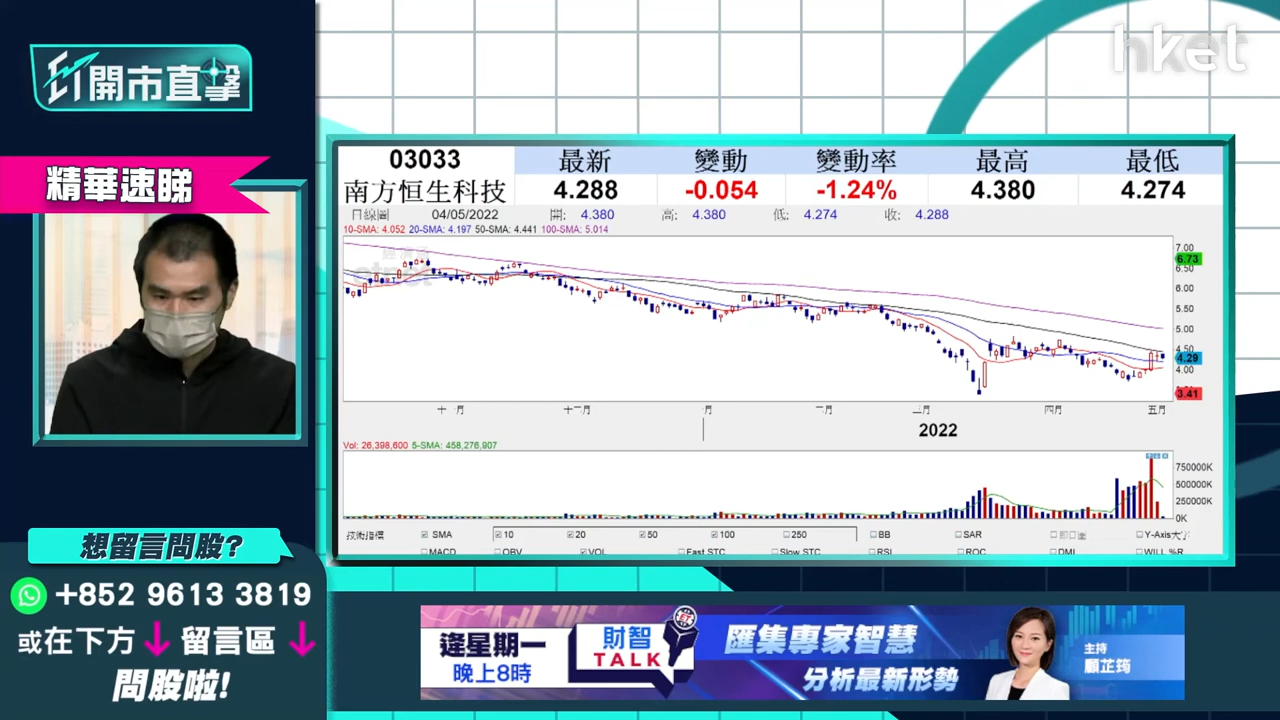 hket
開市直擊
精華速睇
03033
南方恒生科技
最新 變動 變動率 最高 最低
4.288 -0.054 -1.24% 4.380 4.274
日線圖 04/05/2022 開: 4.380 高: 4.380 低: 4.274 收: 4.288
10-SMA: 4.052 20-SMA: 4.197 50-SMA: 4.441 100-SMA: 5.014
7.00
6.73
6.50
6.00
5.50
5.00
4.50
4.29
4.00
3.41
十一月 十二月 一月 二月 三月 四月 五月
2022
Vol: 26,398,600 5-SMA: 458,276,907
750000K
500000K
250000K
0K
技術指標 SMA 10 20 50 100 250 BB SAR Y-Axis大字
MACD OBV VOL Fast STC Slow STC RSI ROC DMI WILL %R
想留言問股?
+852 9613 3819
或在下方 留言區
問股啦!
逢星期一
晚上8時
財智
TALK
匯集專家智慧
分析最新形勢
主持
顧芷筠